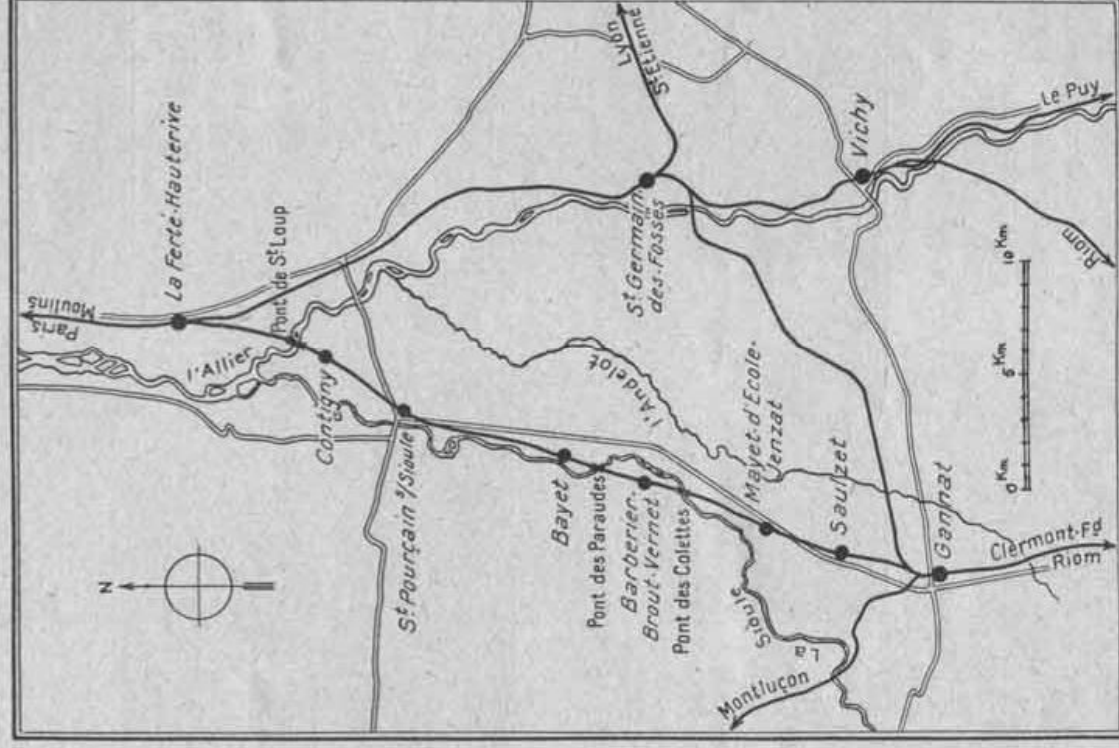 Paris
Moulins
La Ferté-Hauterive
Pont de St Loup
l'Allier
Contigny
St Pourçain s/Sioule
N
Lyon
St Etienne
St Germain-
des-Fossés
Vichy
Le Puy
Riom
l'Andelot
Bayet
Pont des Paraudes
Barberier-
Brout-Vernet
Pont des Colettes
Mayet-d'Ecole-
Jenzat
Saulzet
Gannat
La Sioule
Montluçon
Clermont-Fd
Riom
0 Km 5 Km 10 Km